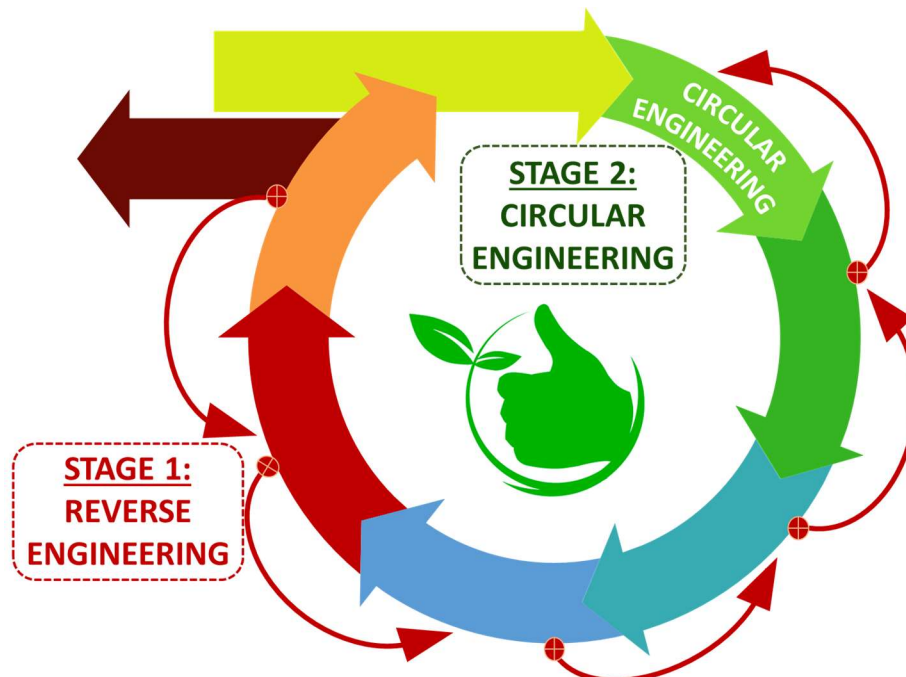 CIRCULAR
ENGINEERING
STAGE 2:
CIRCULAR
ENGINEERING
STAGE 1:
REVERSE
ENGINEERING